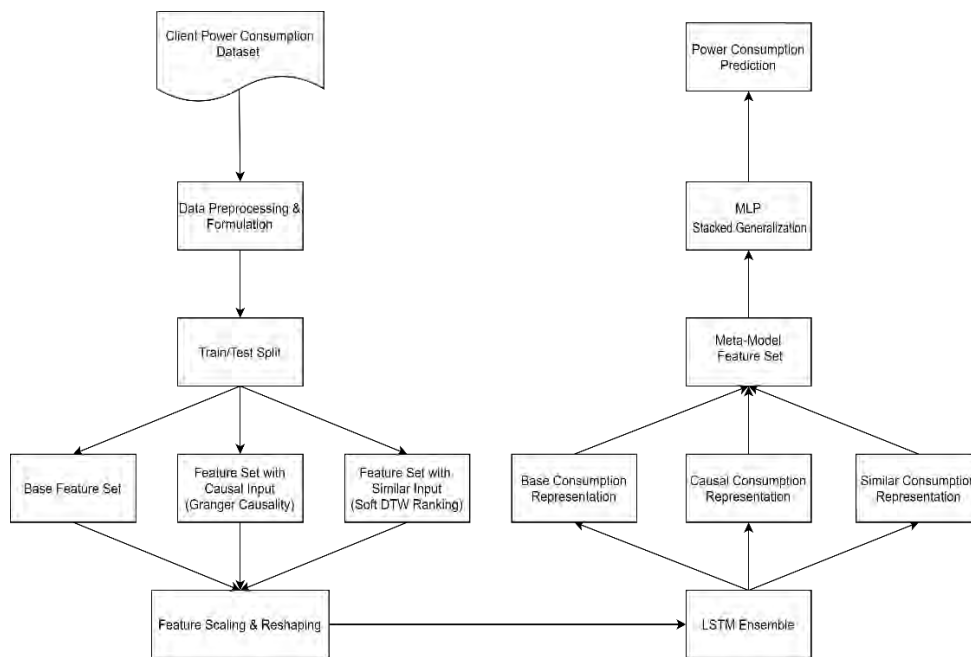 Client Power Consumption
Dataset
Data Preprocessing &
Formulation
Train/Test Split
Base Feature Set
Feature Set with
Causal Input
(Granger Causality)
Feature Set with
Similar Input
(Soft DTW Ranking)
Feature Scaling & Reshaping
LSTM Ensemble
Base Consumption
Representation
Causal Consumption
Representation
Similar Consumption
Representation
Meta-Model
Feature Set
MLP
Stacked Generalization
Power Consumption
Prediction